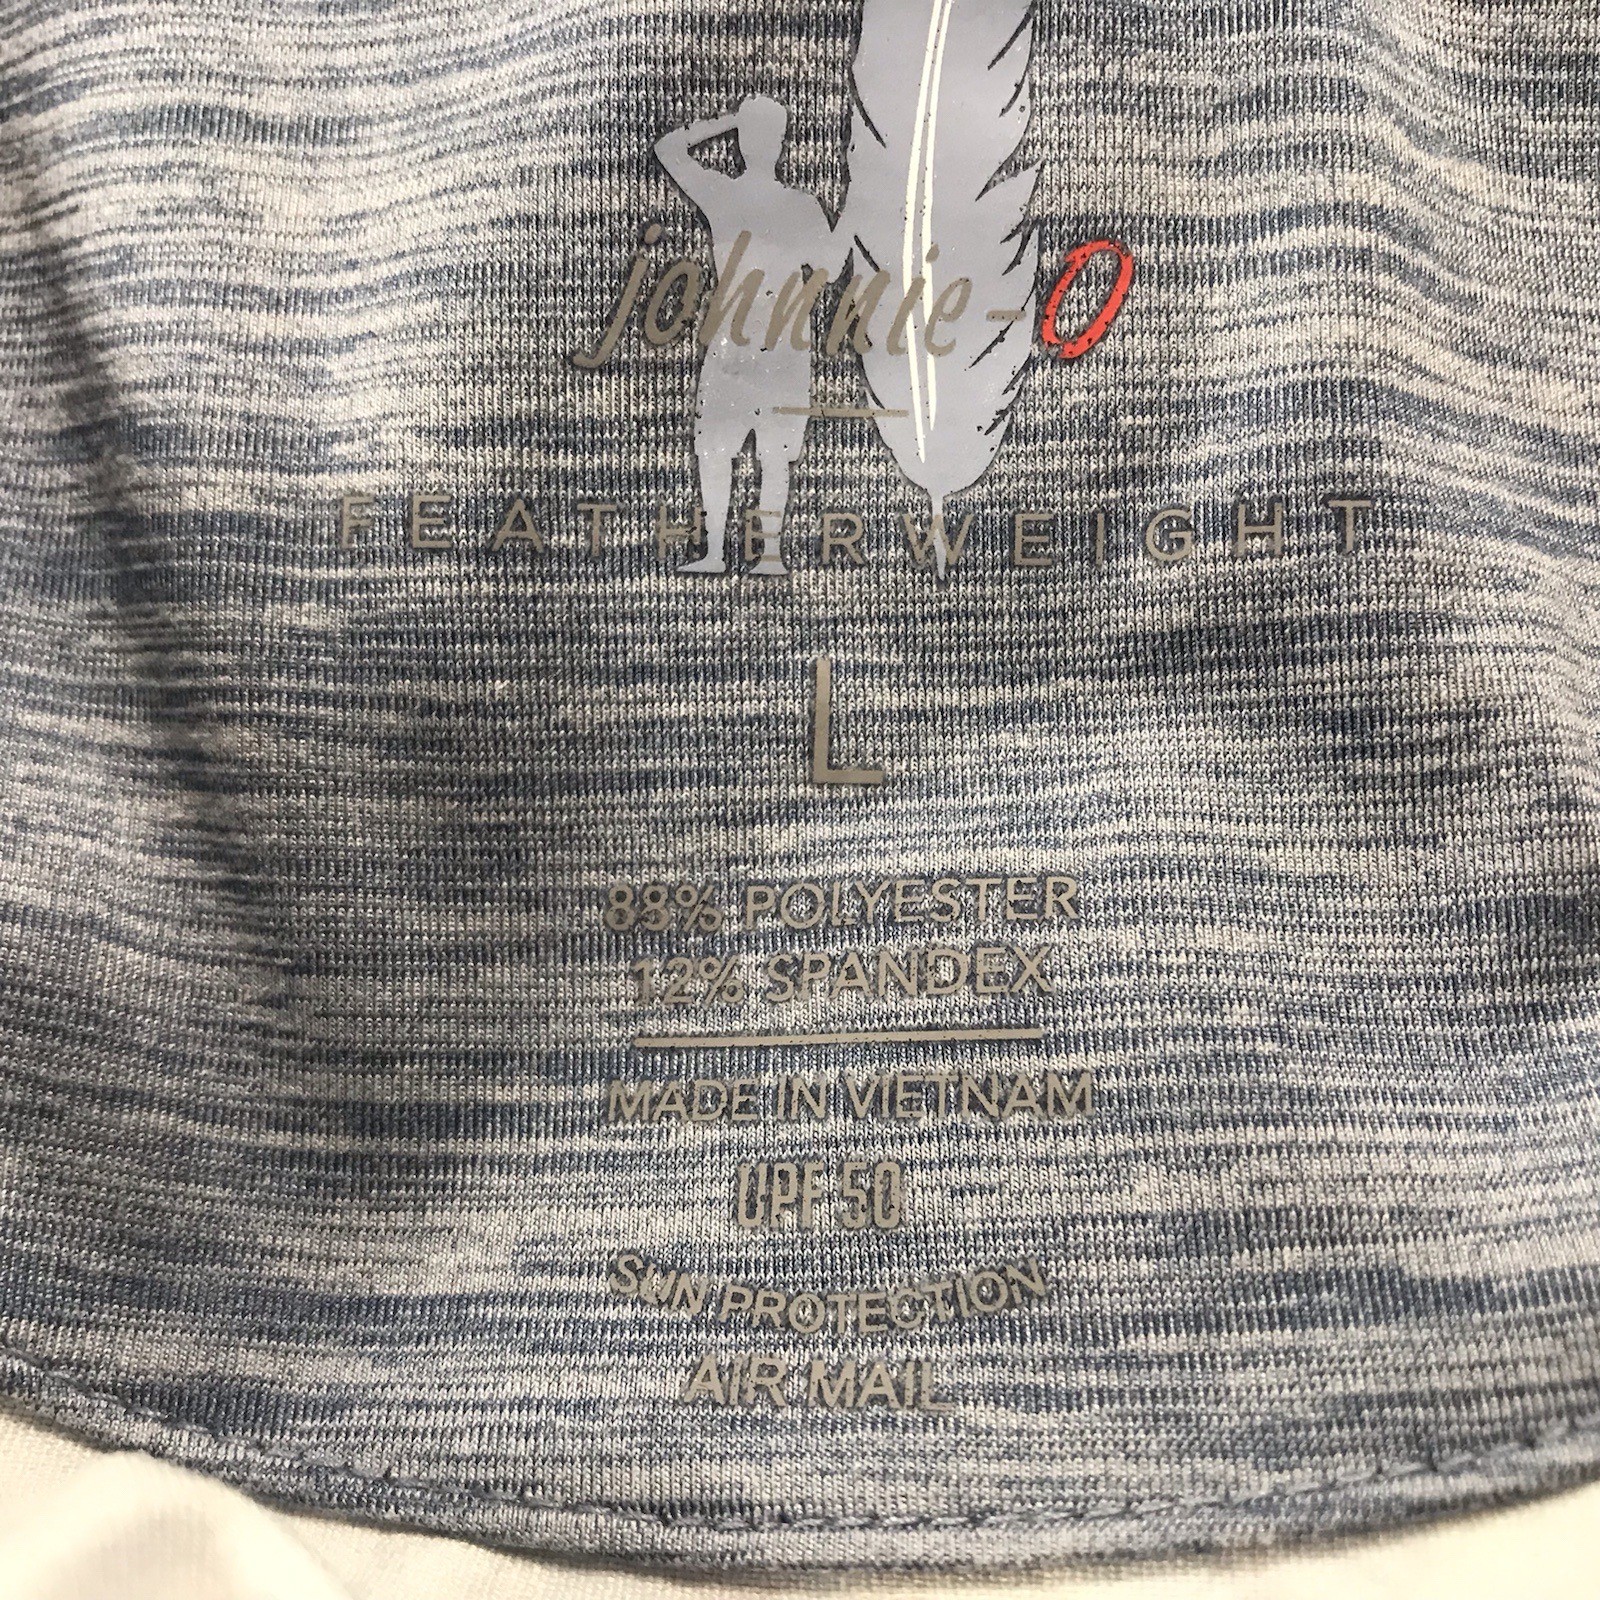 johnnie-O
FEATHERWEIGHT
L
88% POLYESTER
12% SPANDEX
MADE IN VIETNAM
UPF 50
SUN PROTECTION
AIR MAIL